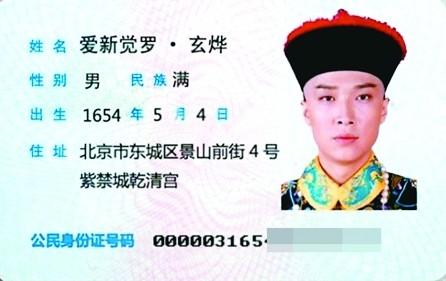 姓名 爱新觉罗·玄烨
性别 男 民族 满
出生 1654 年 5 月 4 日
住址 北京市东城区景山前街4号
紫禁城乾清宫
公民身份证号码 000003165